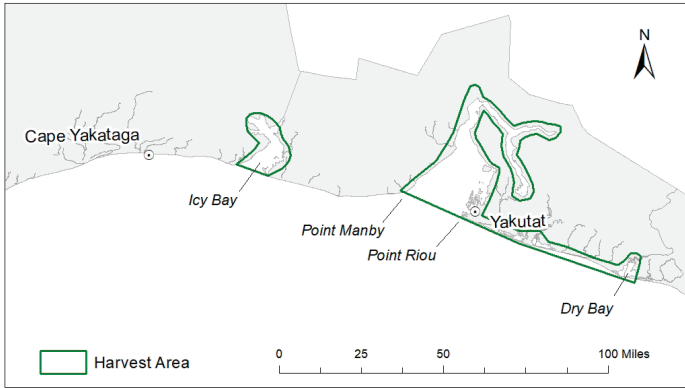 N
Cape Yakataga
Icy Bay
Point Manby
Yakutat
Point Riou
Dry Bay
Harvest Area
0 25 50 100 Miles